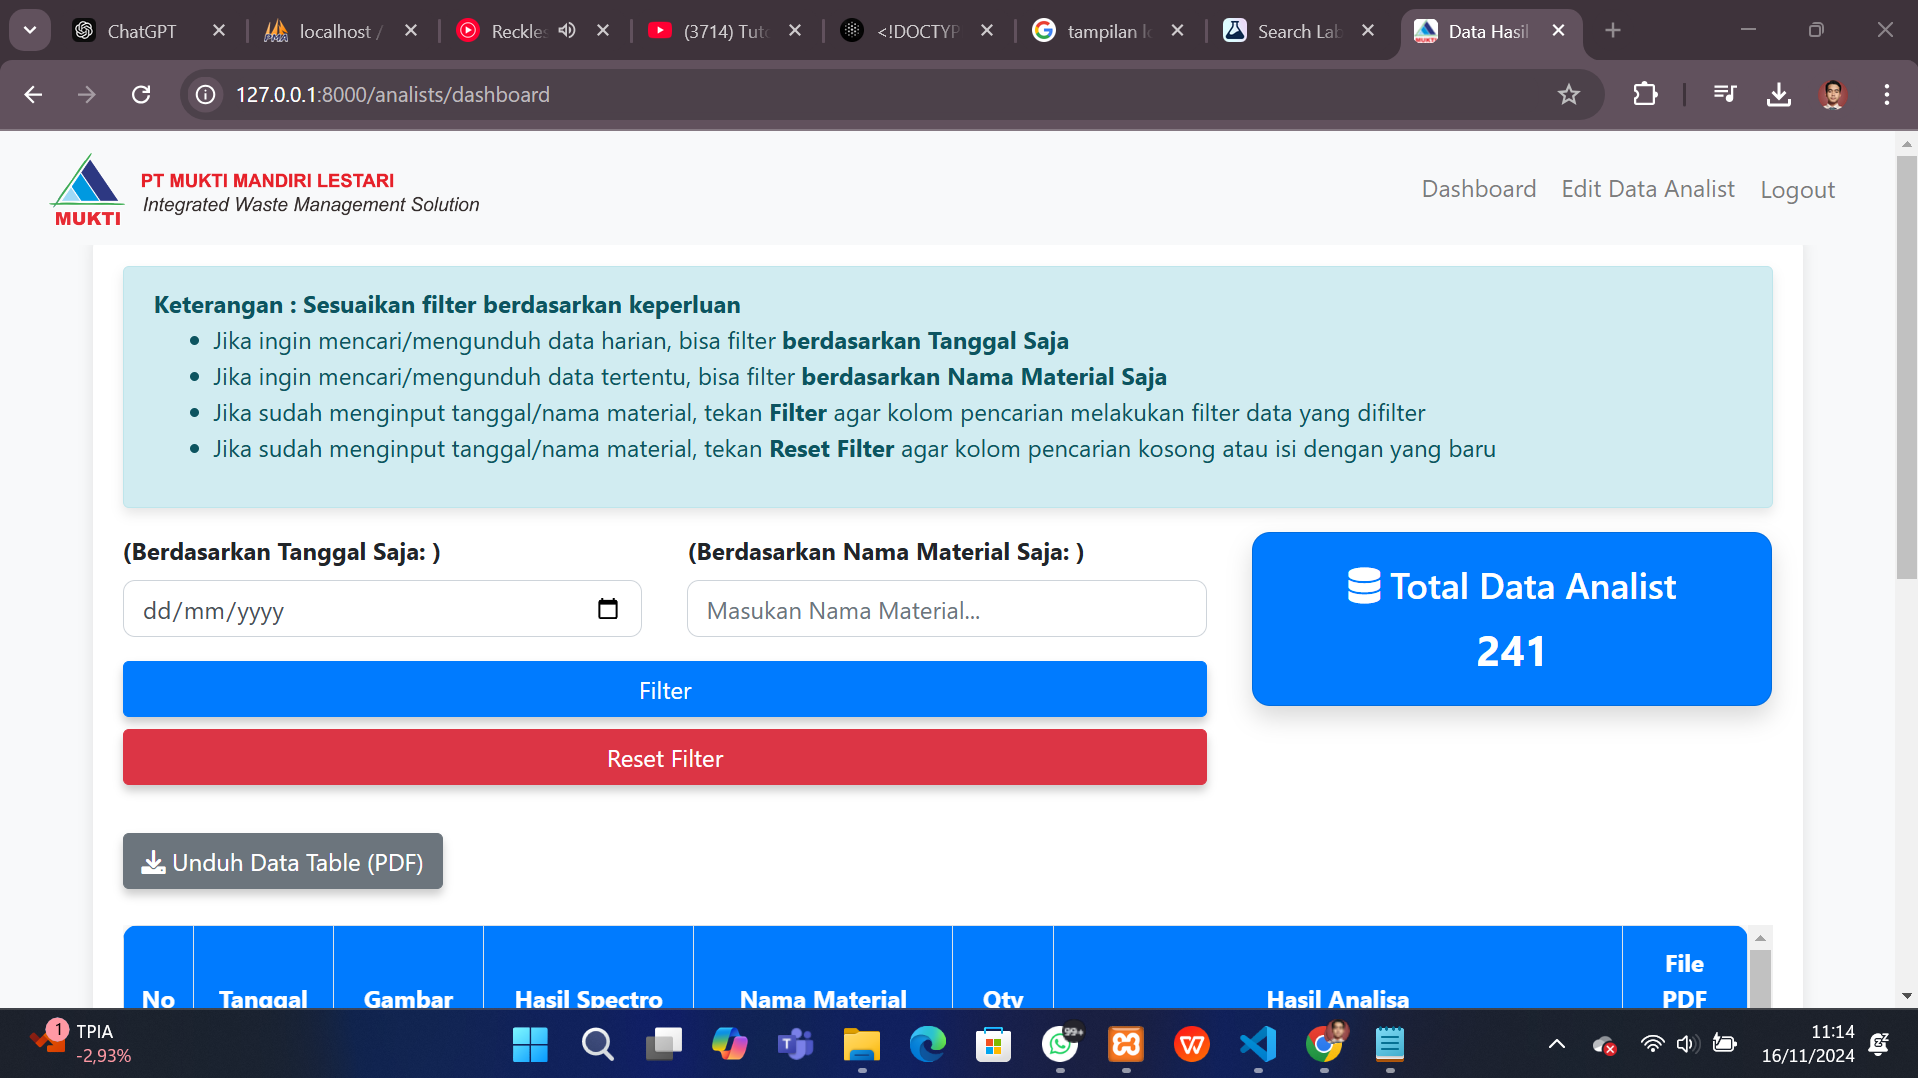 ChatGPT
localhost /
Reckles
(3714) Tuto
<!DOCTYP
tampilan lo
Search Lab
Data Hasil
127.0.0.1:8000/analists/dashboard
MUKTI
PT MUKTI MANDIRI LESTARI
Integrated Waste Management Solution
Dashboard
Edit Data Analist
Logout
Keterangan : Sesuaikan filter berdasarkan keperluan
Jika ingin mencari/mengunduh data harian, bisa filter berdasarkan Tanggal Saja
Jika ingin mencari/mengunduh data tertentu, bisa filter berdasarkan Nama Material Saja
Jika sudah menginput tanggal/nama material, tekan Filter agar kolom pencarian melakukan filter data yang difilter
Jika sudah menginput tanggal/nama material, tekan Reset Filter agar kolom pencarian kosong atau isi dengan yang baru
(Berdasarkan Tanggal Saja: )
dd/mm/yyyy
(Berdasarkan Nama Material Saja: )
Masukan Nama Material...
Total Data Analist
241
Filter
Reset Filter
Unduh Data Table (PDF)
No
Tanggal
Gambar
Hasil Spectro
Nama Material
Qty
Hasil Analisa
File
PDF
1
TPIA
-2,93%
99+
11:14
16/11/2024